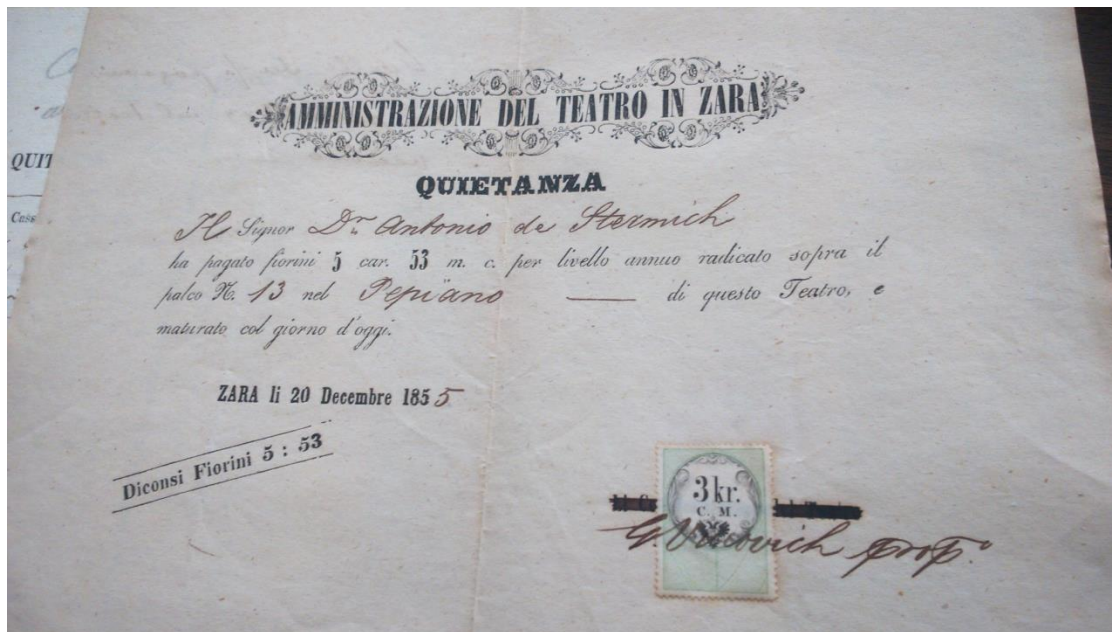 QUIT
Cass
AMMINISTRAZIONE DEL TEATRO IN ZARA
QUIETANZA
Il Signor Dr. Antonio de Stermich
ha pagato fiorini 5 car. 53 m. c. per livello annuo radicato sopra il
palco N. 13 nel Pepiano — di questo Teatro, e
maturato col giorno d'oggi.
ZARA li 20 Decembre 1855
Diconsi Fiorini 5 : 53
3 kr.
C. M.